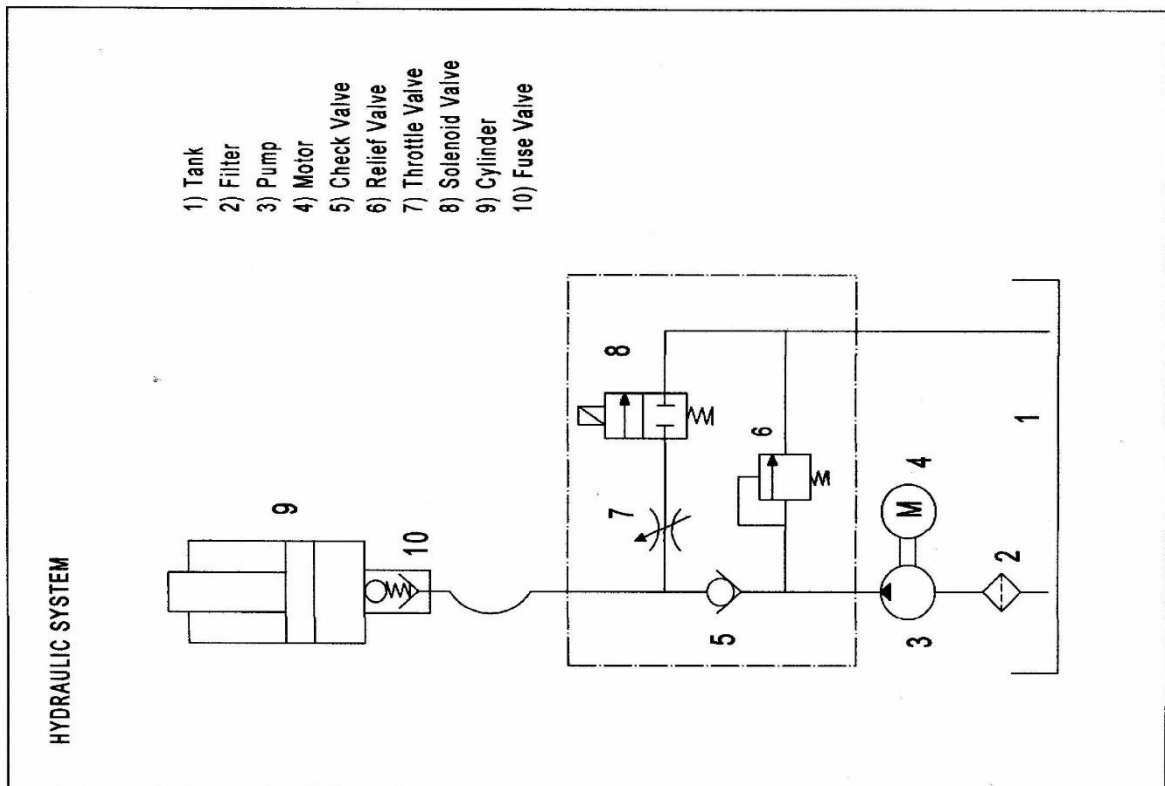 HYDRAULIC SYSTEM
1) Tank
2) Filter
3) Pump
4) Motor
5) Check Valve
6) Relief Valve
7) Throttle Valve
8) Solenoid Valve
9) Cylinder
10) Fuse Valve
9
10
8
7
6
5
4
M
3
2
1